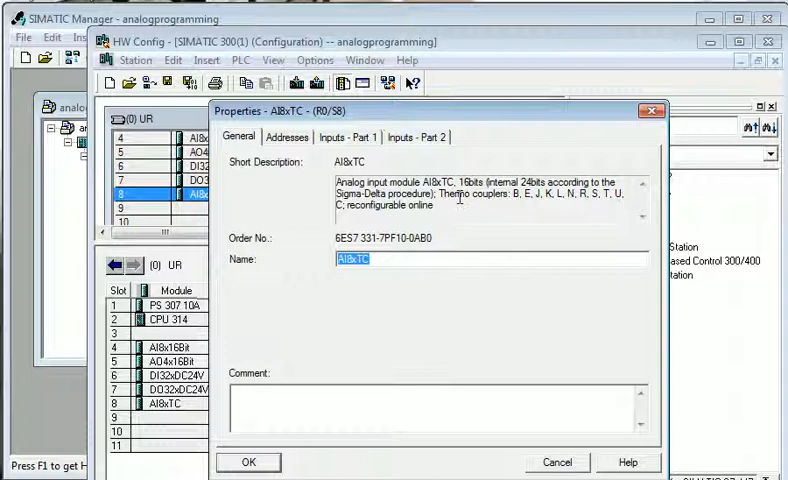 SIMATIC Manager - analogprogramming
File Edit
HW Config - [SIMATIC 300(1) (Configuration) -- analogprogramming]
Station Edit Insert PLC View Options Window Help
(0) UR
4
5
6
7
8
9
10
Properties - AI8xTC - (R0/S8)
General Addresses Inputs - Part 1 Inputs - Part 2
Short Description: AI8xTC
Analog input module AI8xTC, 16bits (internal 24bits according to the
Sigma-Delta procedure); Thermo couplers: B, E, J, K, L, N, R, S, T, U,
C; reconfigurable online
Order No.: 6ES7 331-7PF10-0AB0
Name: AI8xTC
Comment:
OK Cancel Help
(0) UR
Slot Module
1 PS 307 10A
2 CPU 314
3
4 AI8x16Bit
5 AO4x16Bit
6 DI32xDC24V
7 DO32xDC24V
8 AI8xTC
9
10
11
Station
ased Control 300/400
tation
Press F1 to get H